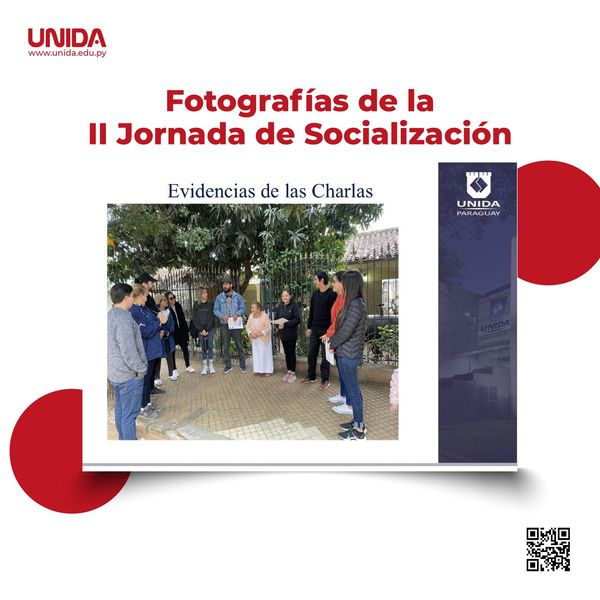 UNIDA
www.unida.edu.py
Fotografías de la
II Jornada de Socialización
Evidencias de las Charlas
UNIDA
PARAGUAY
UNIDA